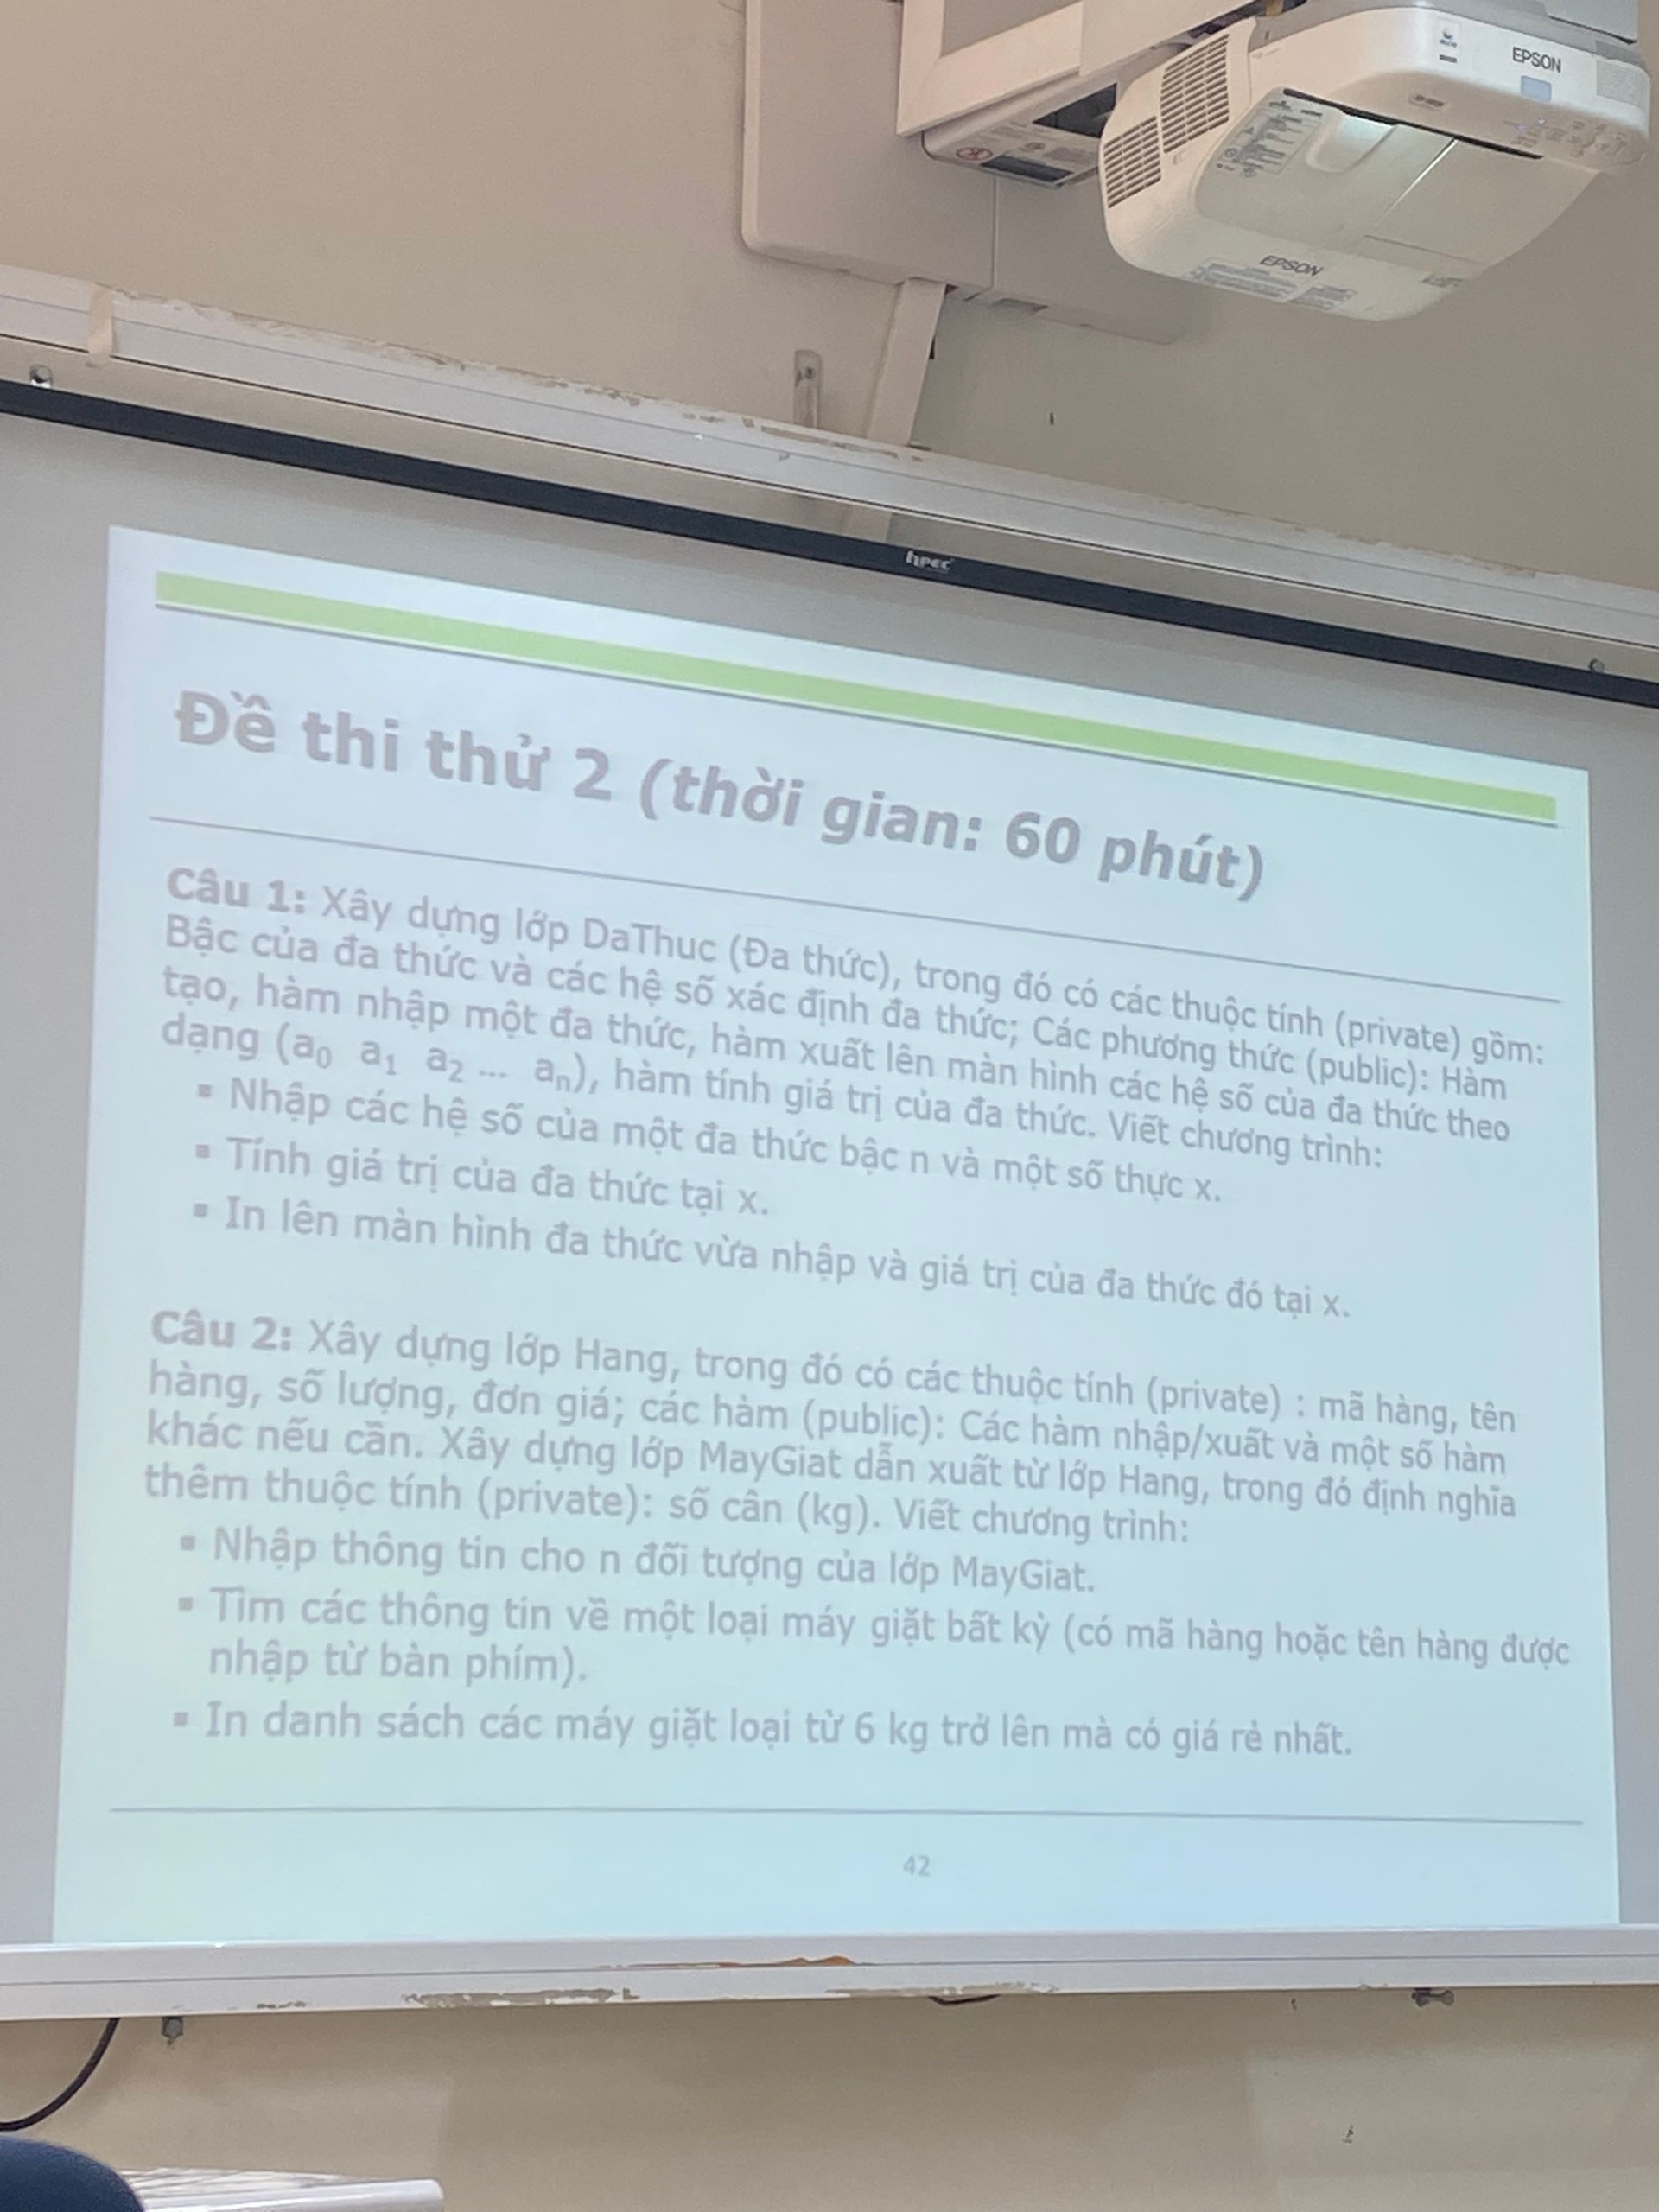 EPSON
EPSON
hPEC
Đề thi thử 2 (thời gian: 60 phút)
Câu 1: Xây dựng lớp DaThuc (Đa thức), trong đó có các thuộc tính (private) gồm:
Bậc của đa thức và các hệ số xác định đa thức; Các phương thức (public): Hàm
tạo, hàm nhập một đa thức, hàm xuất lên màn hình các hệ số của đa thức theo
dạng (a₀ a₁ a₂ ... aₙ), hàm tính giá trị của đa thức. Viết chương trình:
▪ Nhập các hệ số của một đa thức bậc n và một số thực x.
▪ Tính giá trị của đa thức tại x.
▪ In lên màn hình đa thức vừa nhập và giá trị của đa thức đó tại x.
Câu 2: Xây dựng lớp Hang, trong đó có các thuộc tính (private) : mã hàng, tên
hàng, số lượng, đơn giá; các hàm (public): Các hàm nhập/xuất và một số hàm
khác nếu cần. Xây dựng lớp MayGiat dẫn xuất từ lớp Hang, trong đó định nghĩa
thêm thuộc tính (private): số cân (kg). Viết chương trình:
▪ Nhập thông tin cho n đối tượng của lớp MayGiat.
▪ Tìm các thông tin về một loại máy giặt bất kỳ (có mã hàng hoặc tên hàng được
nhập từ bàn phím).
▪ In danh sách các máy giặt loại từ 6 kg trở lên mà có giá rẻ nhất.
42